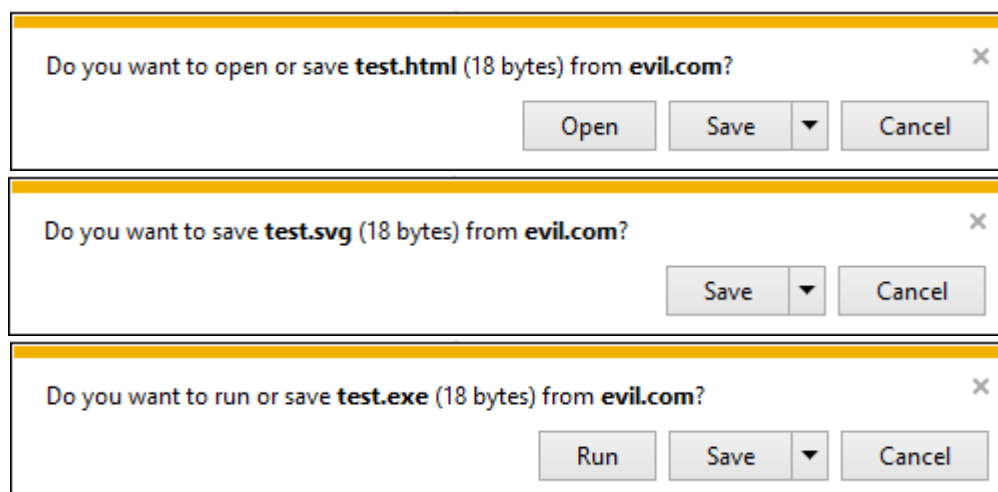 Do you want to open or save test.html (18 bytes) from evil.com?
Open Save Cancel
Do you want to save test.svg (18 bytes) from evil.com?
Save Cancel
Do you want to run or save test.exe (18 bytes) from evil.com?
Run Save Cancel